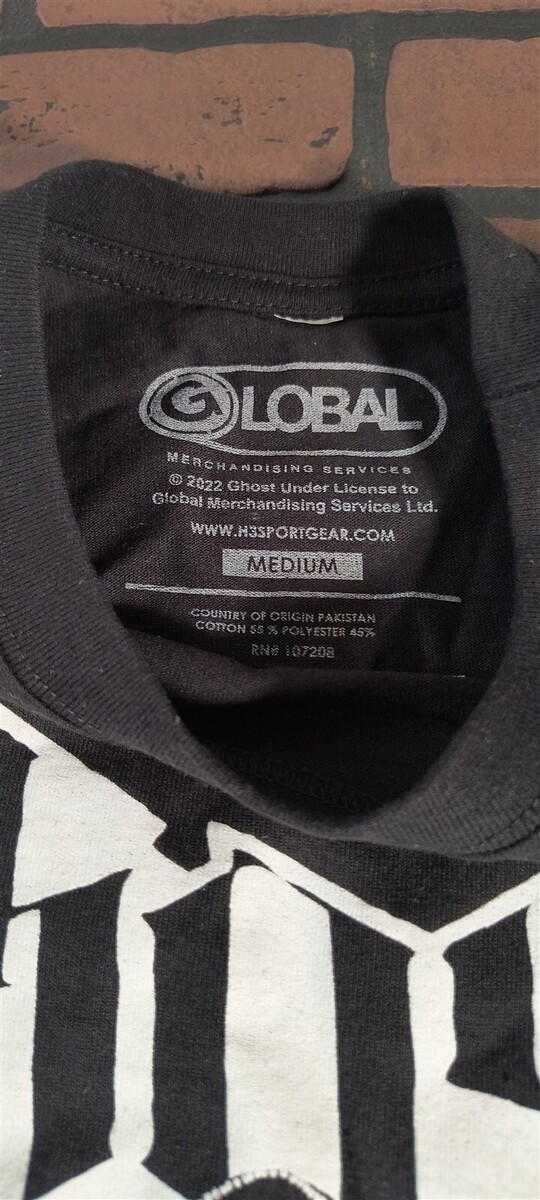 GLOBAL
MERCHANDISING SERVICES
© 2022 Ghost Under License to
Global Merchandising Services Ltd.
WWW.H3SPORTGEAR.COM
MEDIUM
COUNTRY OF ORIGIN PAKISTAN
COTTON 55 % POLYESTER 45%
RN# 107208